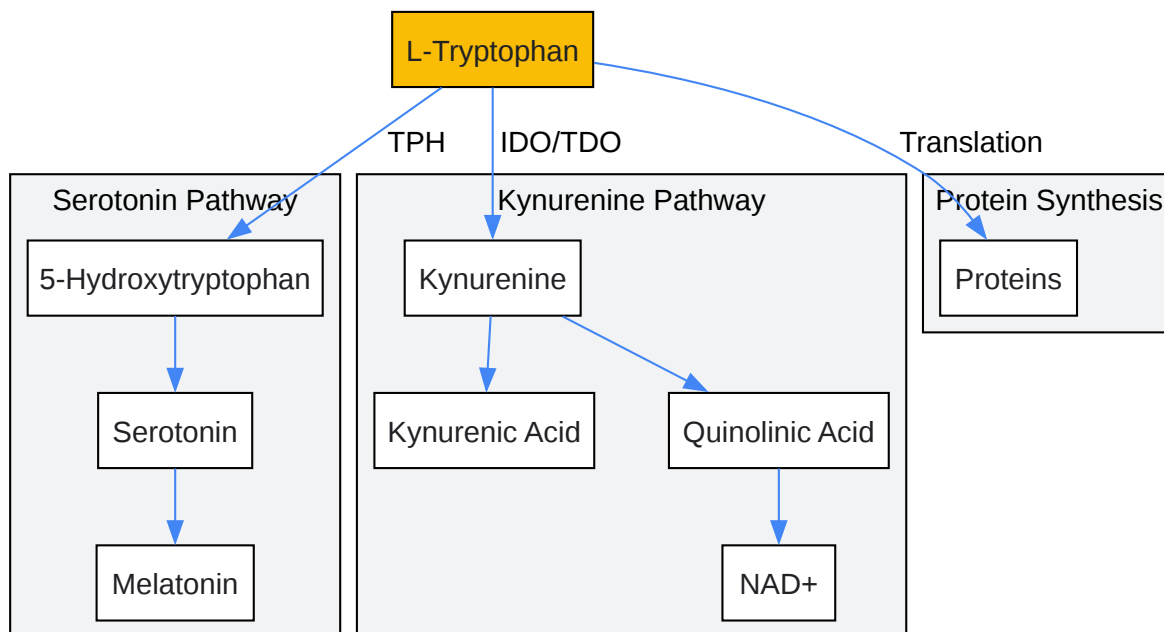 L-Tryptophan
TPH
IDO/TDO
Translation
Serotonin Pathway
Kynurenine Pathway
Protein Synthesis
5-Hydroxytryptophan
Kynurenine
Proteins
Serotonin
Kynurenic Acid
Quinolinic Acid
Melatonin
NAD+